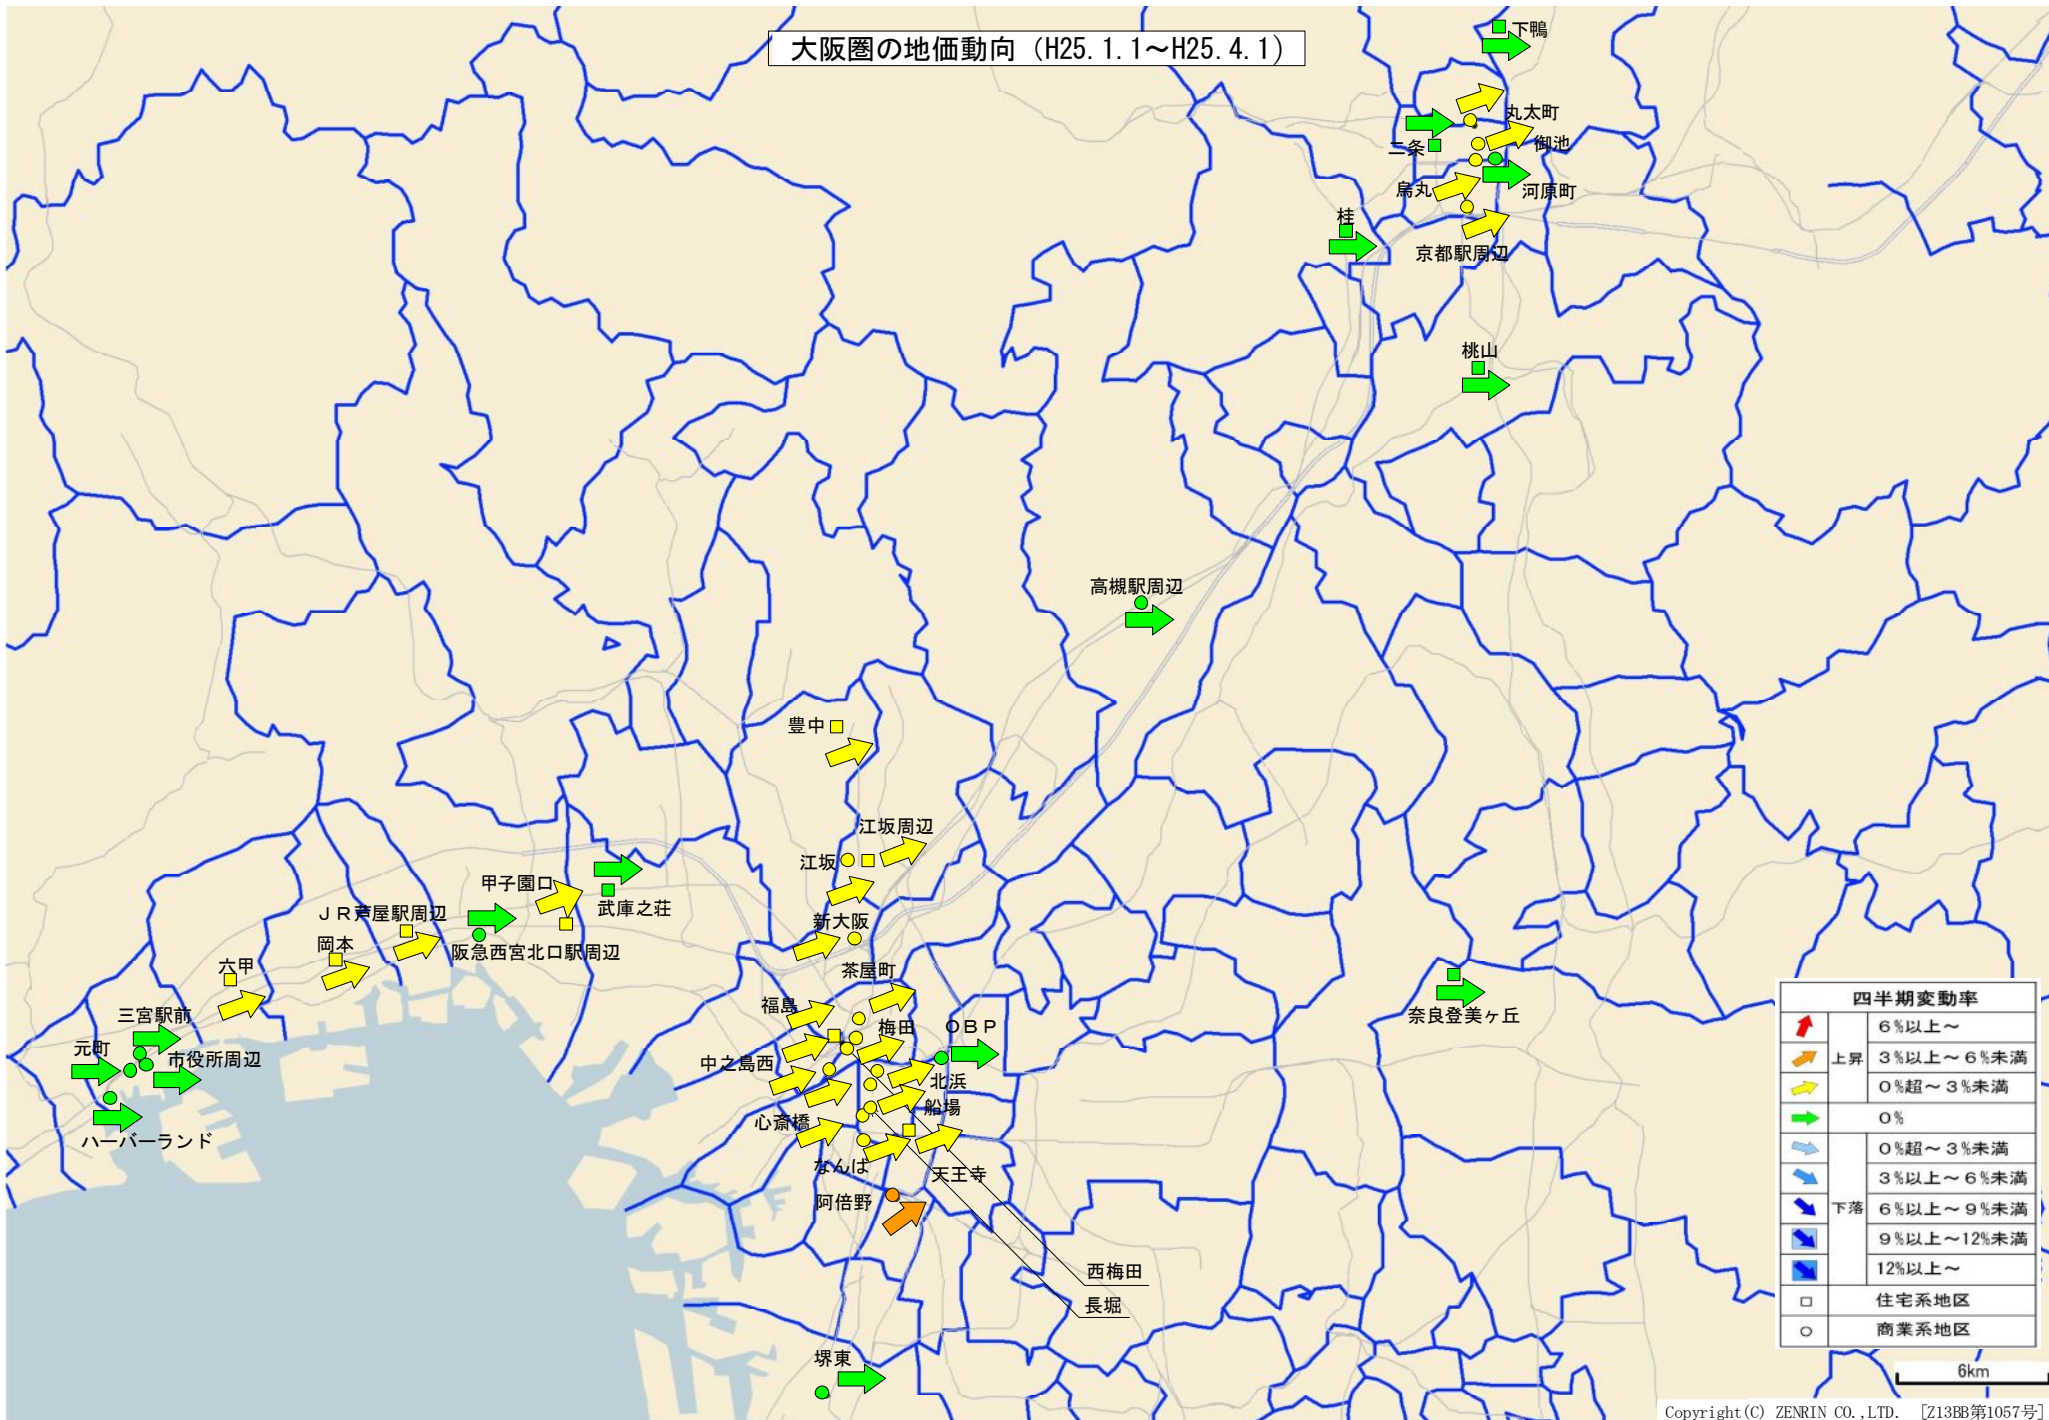 大阪圏の地価動向（H25.1.1～H25.4.1）
下鴨
丸太町
御池
二条
烏丸
河原町
桂
京都駅周辺
桃山
高槻駅周辺
豊中
江坂周辺
江坂
甲子園口
武庫之荘
ＪＲ芦屋駅周辺
新大阪
阪急西宮北口駅周辺
岡本
六甲
茶屋町
福島
三宮駅前
梅田
ＯＢＰ
奈良登美ヶ丘
元町
市役所周辺
中之島西
北浜
船場
心斎橋
ハーバーランド
なんば
天王寺
阿倍野
西梅田
長堀
堺東
四半期変動率
上昇
6%以上～
3%以上～6%未満
0%超～3%未満
0%
下落
0%超～3%未満
3%以上～6%未満
6%以上～9%未満
9%以上～12%未満
12%以上～
住宅系地区
商業系地区
6km
Copyright(C) ZENRIN CO.,LTD. [Z13BB第1057号]